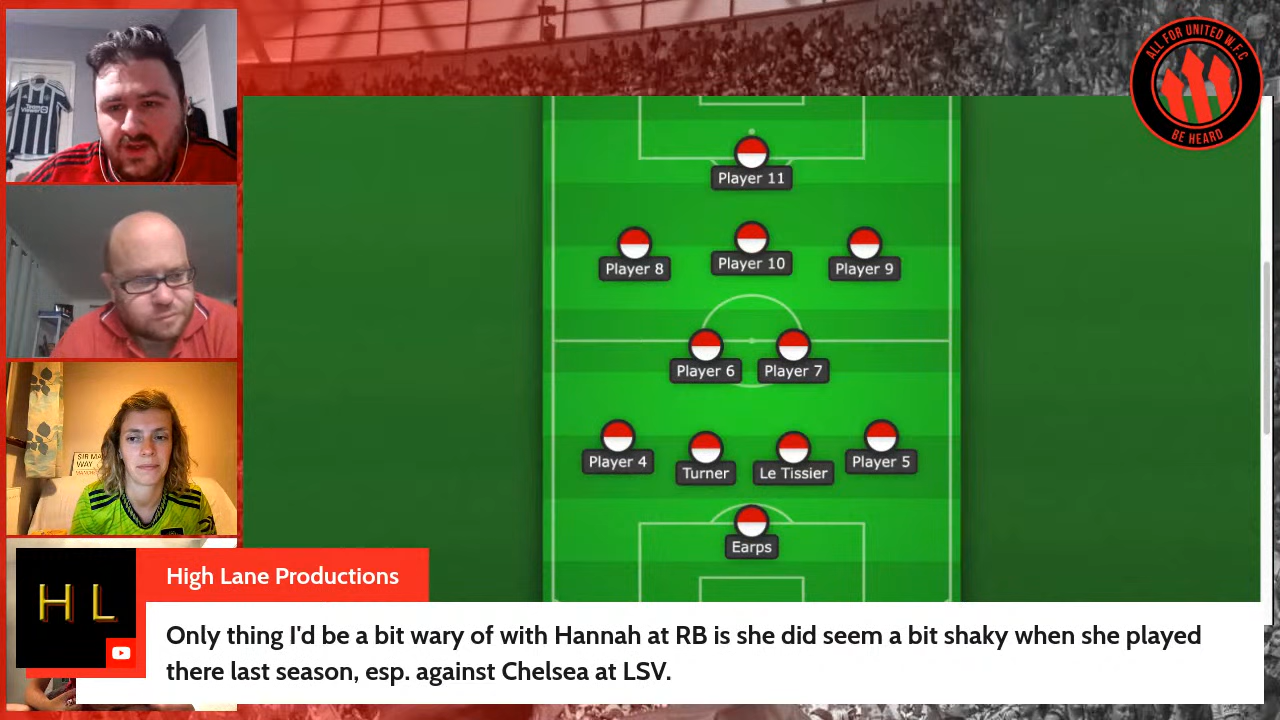 ALL FOR UNITED W.F.C
BE HEARD
Player 11
Player 8
Player 10
Player 9
Player 6
Player 7
Player 4
Turner
Le Tissier
Player 5
Earps
HL
High Lane Productions
Only thing I'd be a bit wary of with Hannah at RB is she did seem a bit shaky when she played
there last season, esp. against Chelsea at LSV.